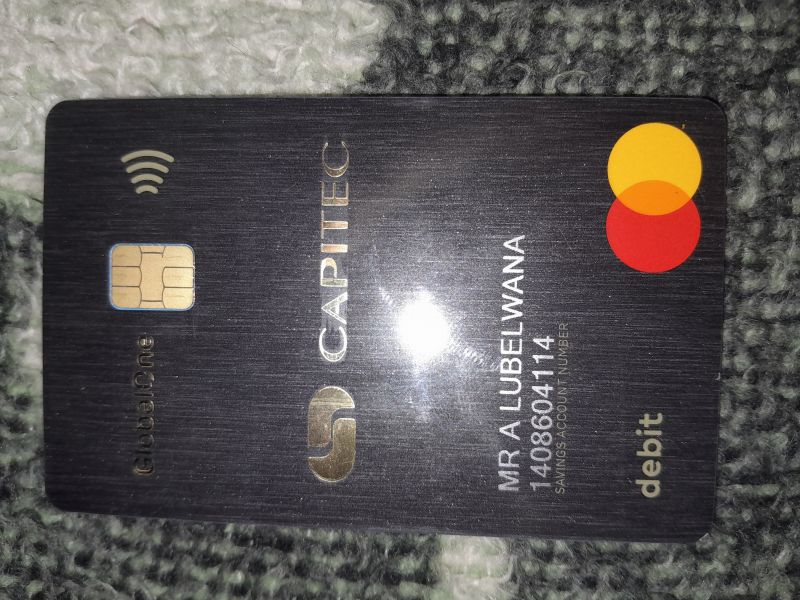 GlobalOne
CAPITEC
MR A LUBELWANA
1408604114
SAVINGS ACCOUNT NUMBER
debit